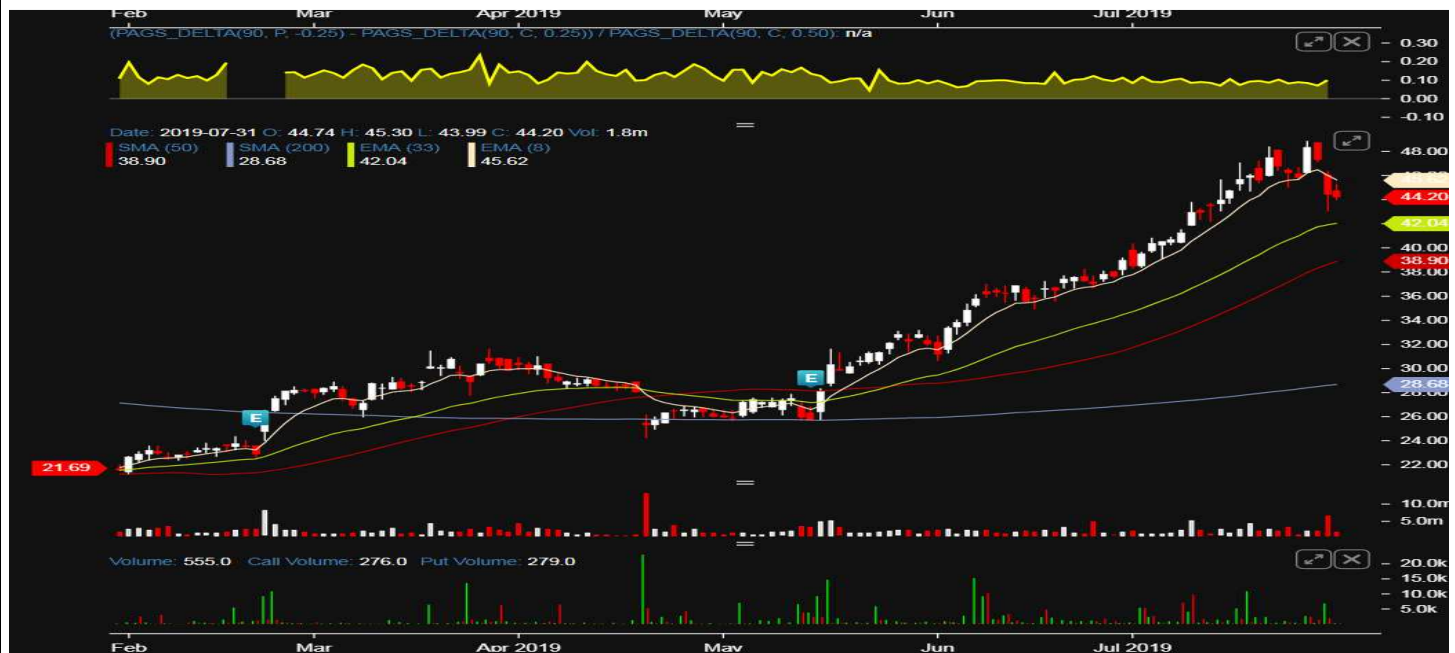 Feb Mar Apr 2019 May Jun Jul 2019
(PAGS_DELTA(90, P, -0.25) - PAGS_DELTA(90, C, 0.25)) / PAGS_DELTA(90, C, 0.50): n/a
0.30
0.20
0.10
0.00
-0.10
Date: 2019-07-31 O: 44.74 H: 45.30 L: 43.99 C: 44.20 Vol: 1.8m
SMA (50) SMA (200) EMA (33) EMA (8)
38.90 28.68 42.04 45.62
48.00
45.62
44.20
42.04
40.00
38.90
38.00
36.00
34.00
32.00
30.00
E
28.68
28.00
E
26.00
24.00
21.69
22.00
10.0m
5.0m
Volume: 555.0 Call Volume: 276.0 Put Volume: 279.0
20.0k
15.0k
10.0k
5.0k
Feb Mar Apr 2019 May Jun Jul 2019